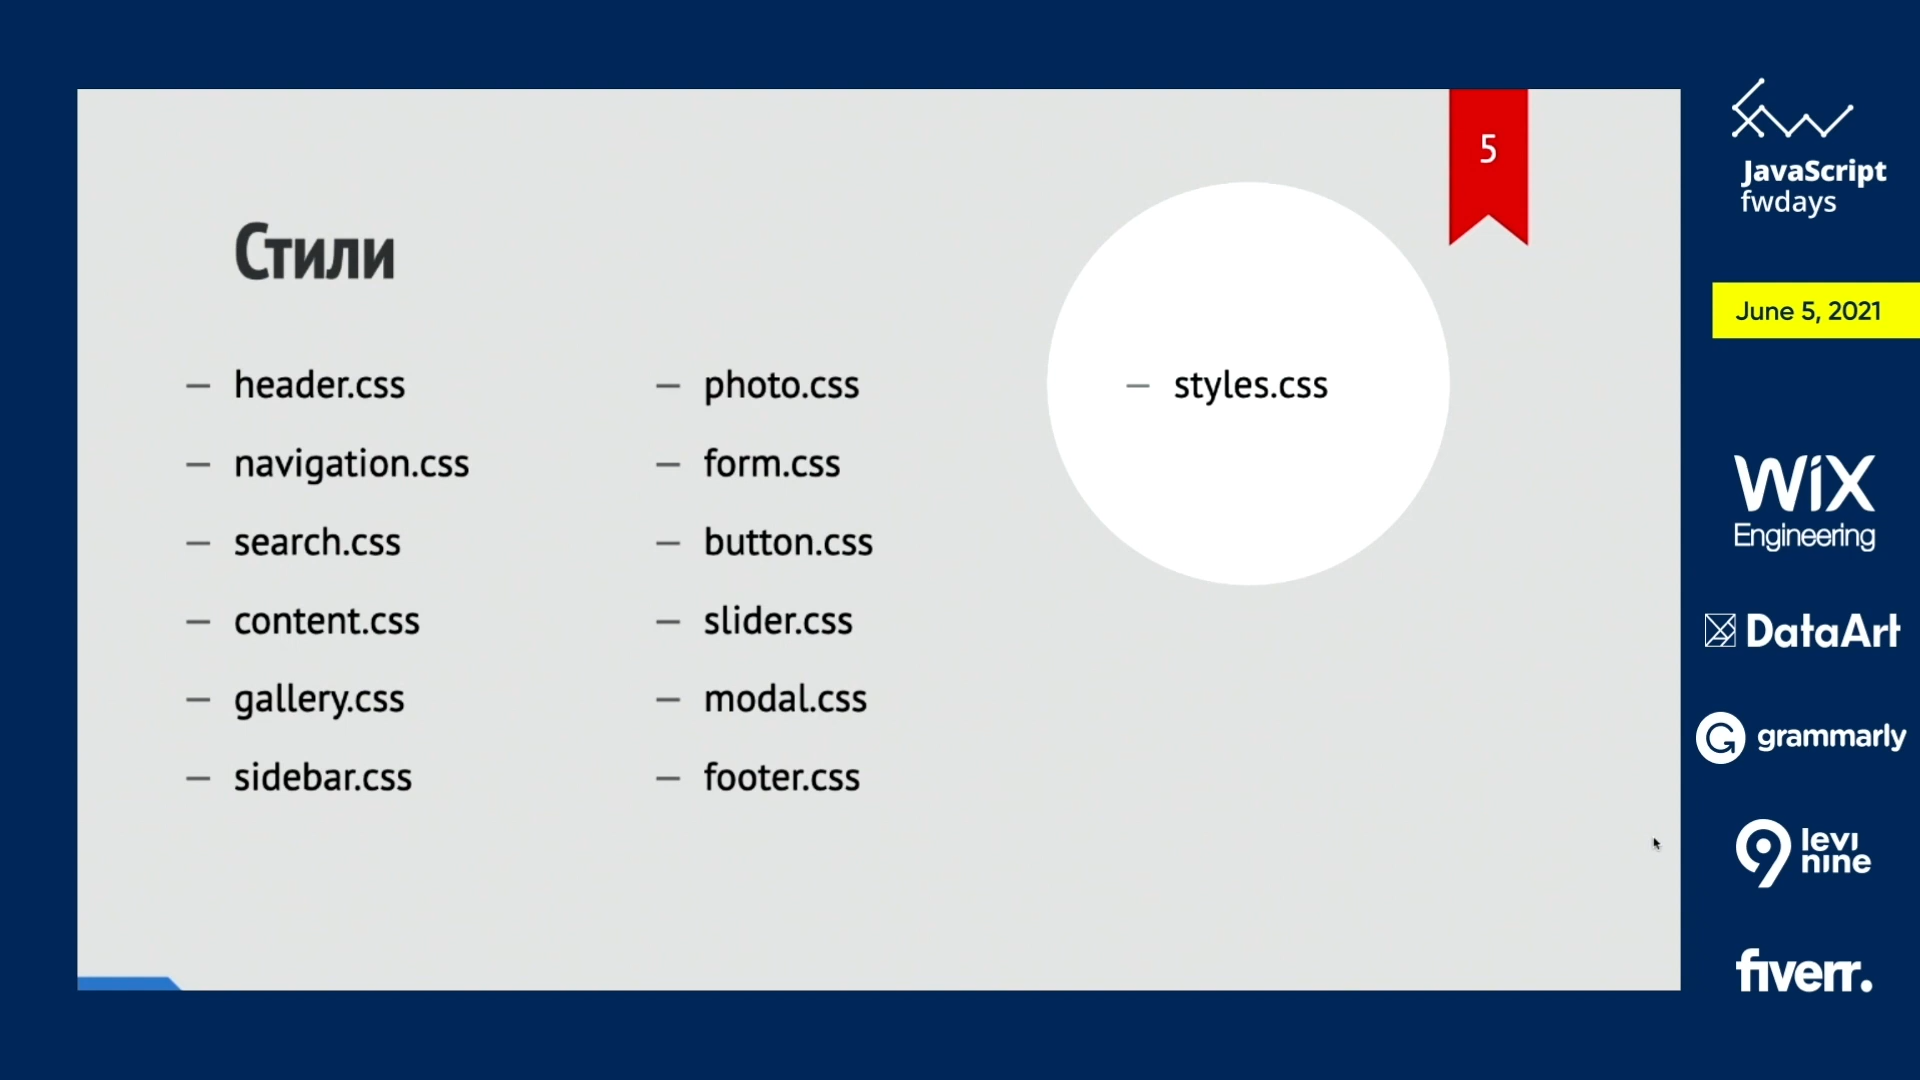 5
Стили
— header.css
— navigation.css
— search.css
— content.css
— gallery.css
— sidebar.css
— photo.css
— form.css
— button.css
— slider.css
— modal.css
— footer.css
— styles.css
JavaScript
fwdays
June 5, 2021
WiX
Engineering
DataArt
grammarly
levi
nine
fiverr.